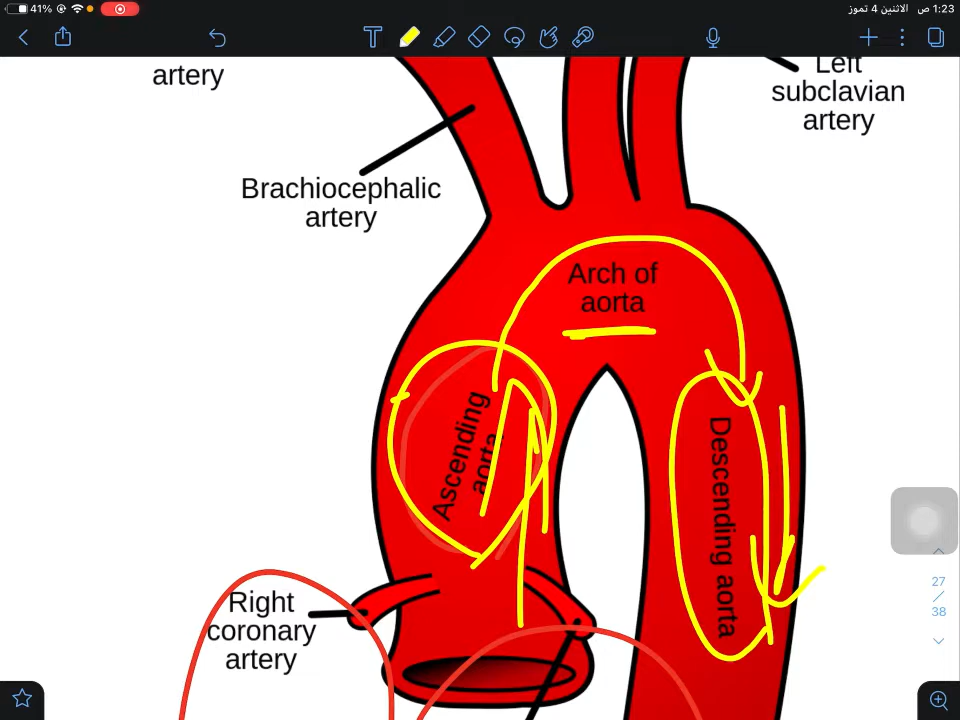 41%
1:23 ص الاثنين 4 تموز
artery
Left
subclavian
artery
Brachiocephalic
artery
Arch of
aorta
Ascending
aorta
Descending aorta
Right
coronary
artery
27
/
38